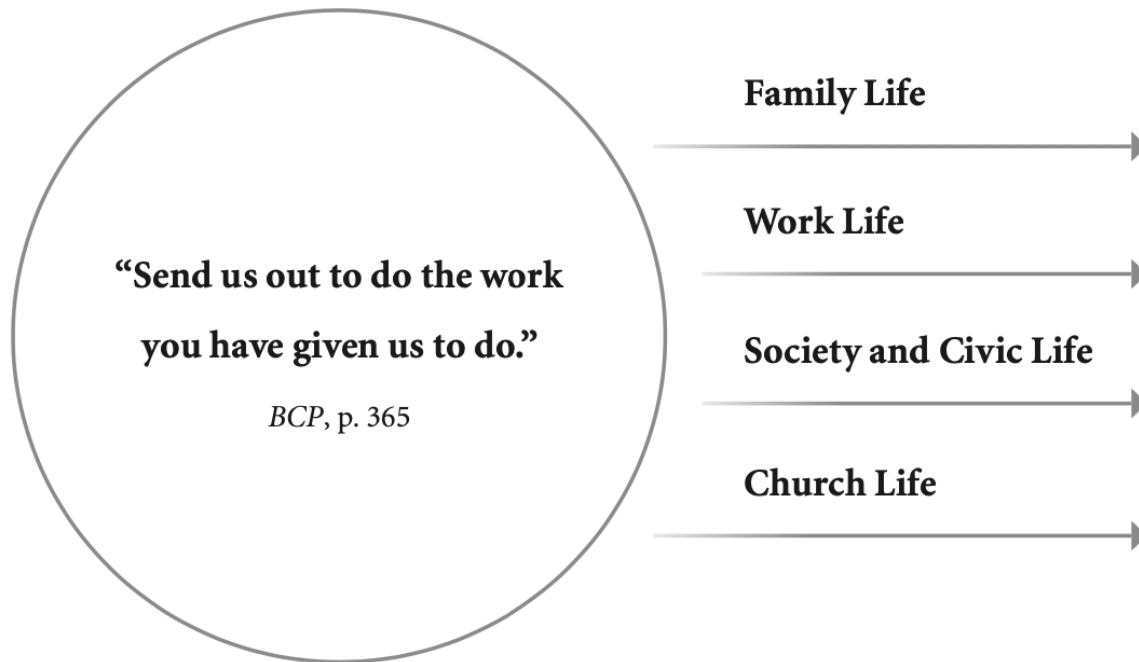 “Send us out to do the work
you have given us to do.”
BCP, p. 365
Family Life
Work Life
Society and Civic Life
Church Life